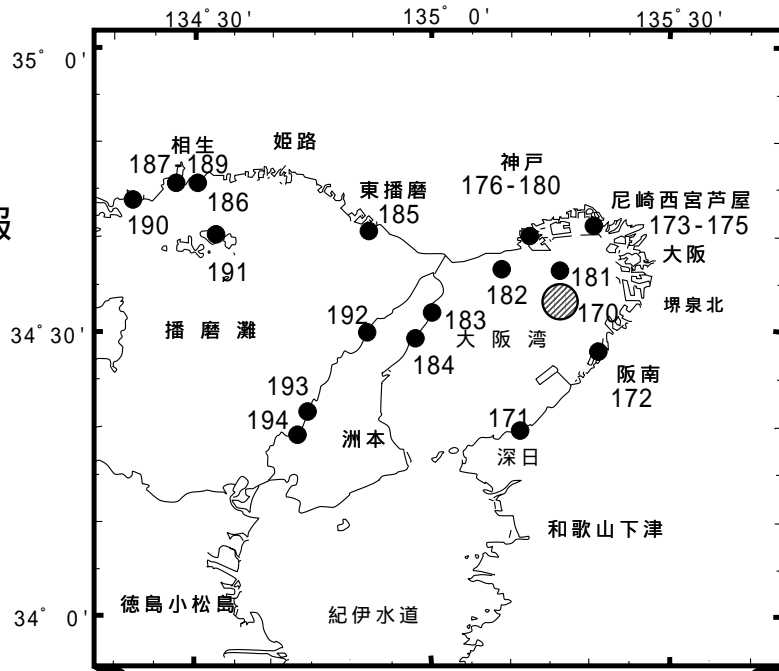 134° 30'
135° 0'
135° 30'
35° 0'
相生
姫路
神戸
187-189
176-180
東播磨
尼崎西宮芦屋
186
185
173-175
報
190
大阪
191
182
181
堺泉北
192
183
170
34° 30'
播磨灘
大阪湾
184
阪南
193
172
194
171
洲本
深日
和歌山下津
徳島小松島
紀伊水道
34° 0'